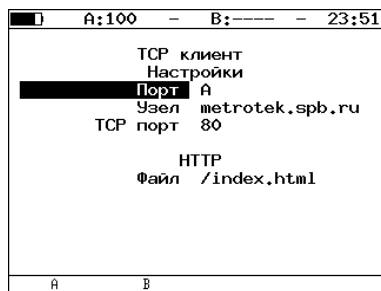 A:100 – B:---- – 23:51
TCP клиент
Настройки
Порт A
Узел metrotek.spb.ru
TCP порт 80
HTTP
Файл /index.html
A B